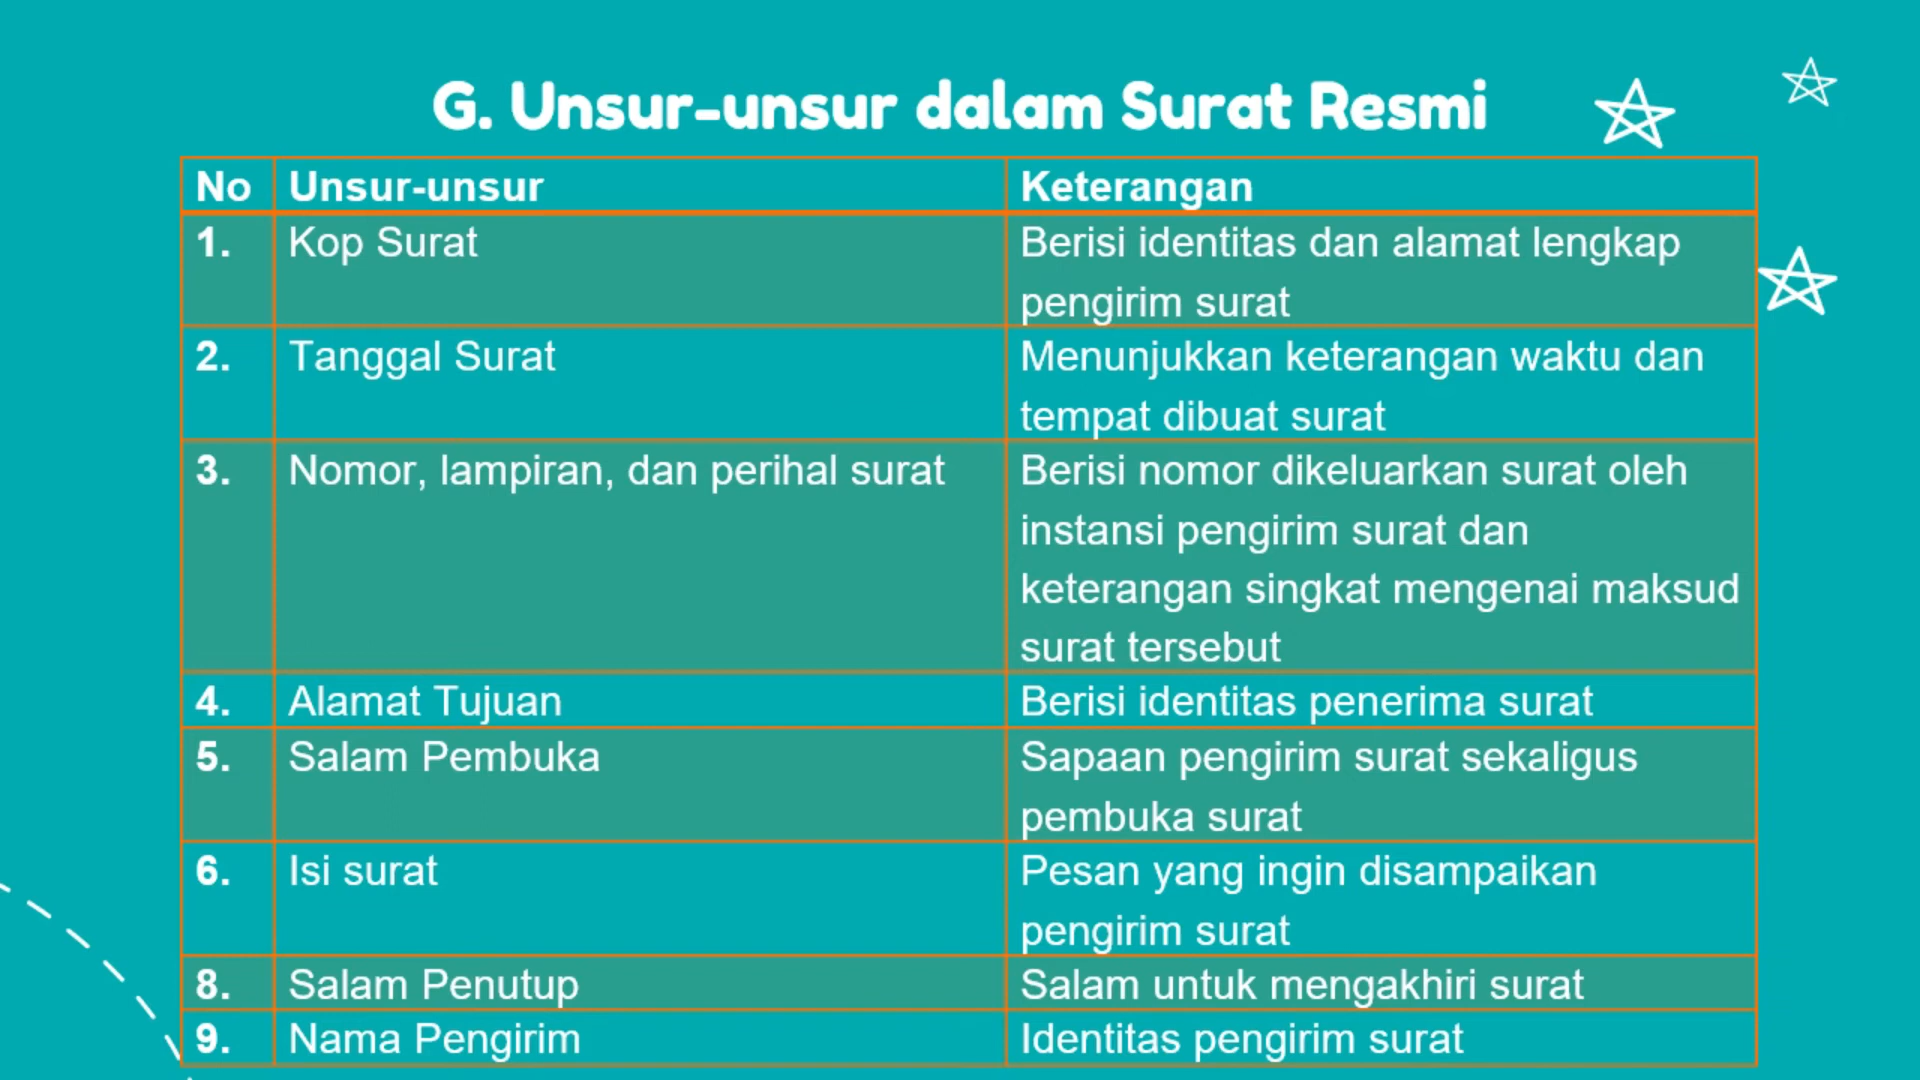 G. Unsur-unsur dalam Surat Resmi
No Unsur-unsur Keterangan
1. Kop Surat Berisi identitas dan alamat lengkap
pengirim surat
2. Tanggal Surat Menunjukkan keterangan waktu dan
tempat dibuat surat
3. Nomor, lampiran, dan perihal surat Berisi nomor dikeluarkan surat oleh
instansi pengirim surat dan
keterangan singkat mengenai maksud
surat tersebut
4. Alamat Tujuan Berisi identitas penerima surat
5. Salam Pembuka Sapaan pengirim surat sekaligus
pembuka surat
6. Isi surat Pesan yang ingin disampaikan
pengirim surat
8. Salam Penutup Salam untuk mengakhiri surat
9. Nama Pengirim Identitas pengirim surat